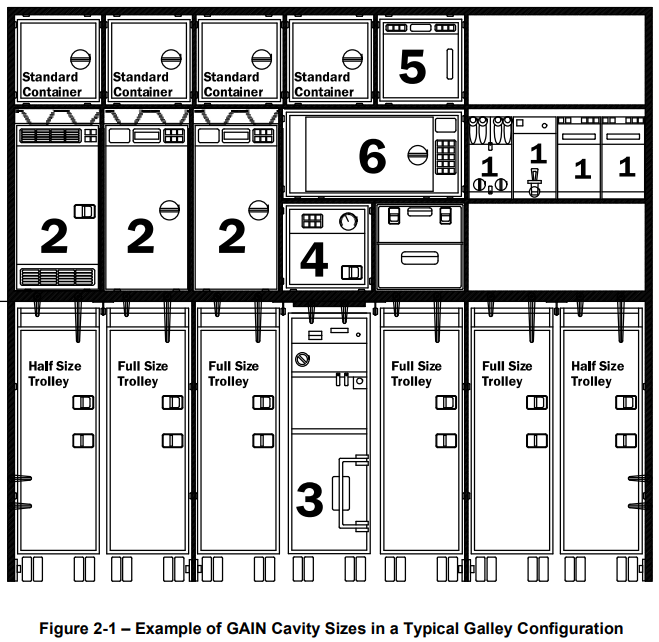 Standard
Container
Standard
Container
Standard
Container
Standard
Container
5
6
1
1
1
1
2
2
2
4
Half Size
Trolley
Full Size
Trolley
Full Size
Trolley
3
Full Size
Trolley
Full Size
Trolley
Half Size
Trolley
Figure 2-1 – Example of GAIN Cavity Sizes in a Typical Galley Configuration